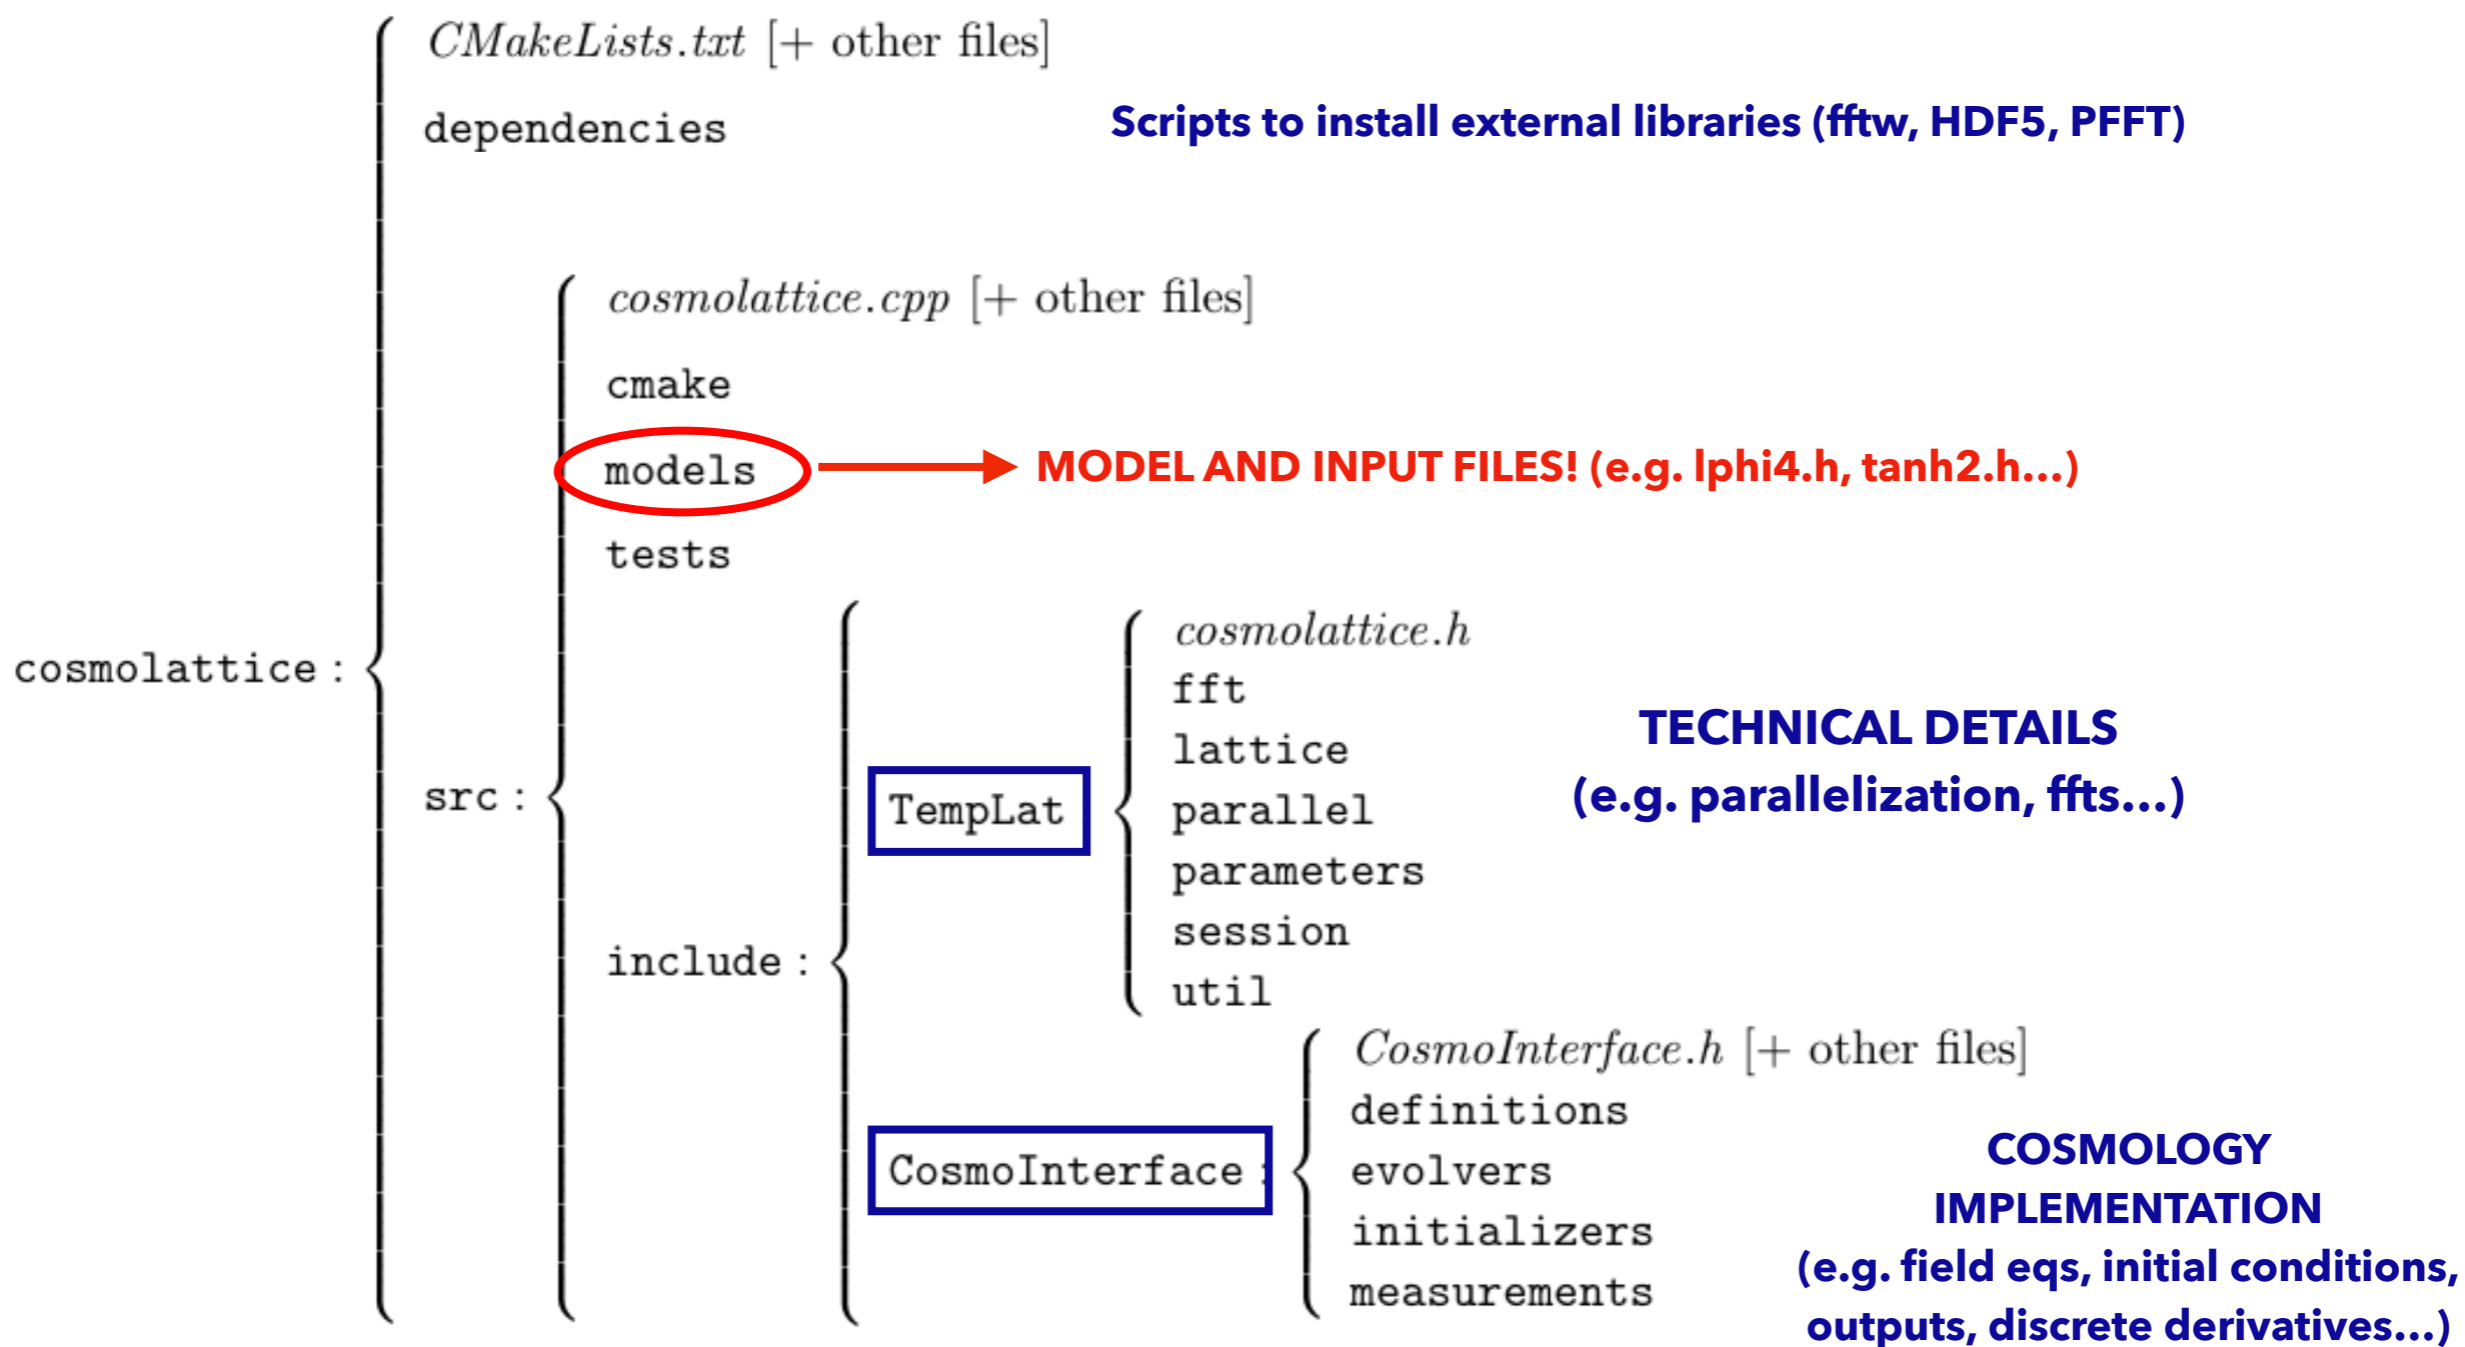 CMakeLists.txt [+ other files]
dependencies
Scripts to install external libraries (fftw, HDF5, PFFT)
cosmolattice.cpp [+ other files]
cmake
models
MODEL AND INPUT FILES! (e.g. lphi4.h, tanh2.h...)
tests
cosmolattice :
src :
include :
TempLat
cosmolattice.h
fft
lattice
parallel
parameters
session
util
TECHNICAL DETAILS
(e.g. parallelization, ffts...)
CosmoInterface :
CosmoInterface.h [+ other files]
definitions
evolvers
initializers
measurements
COSMOLOGY
IMPLEMENTATION
(e.g. field eqs, initial conditions,
outputs, discrete derivatives...)